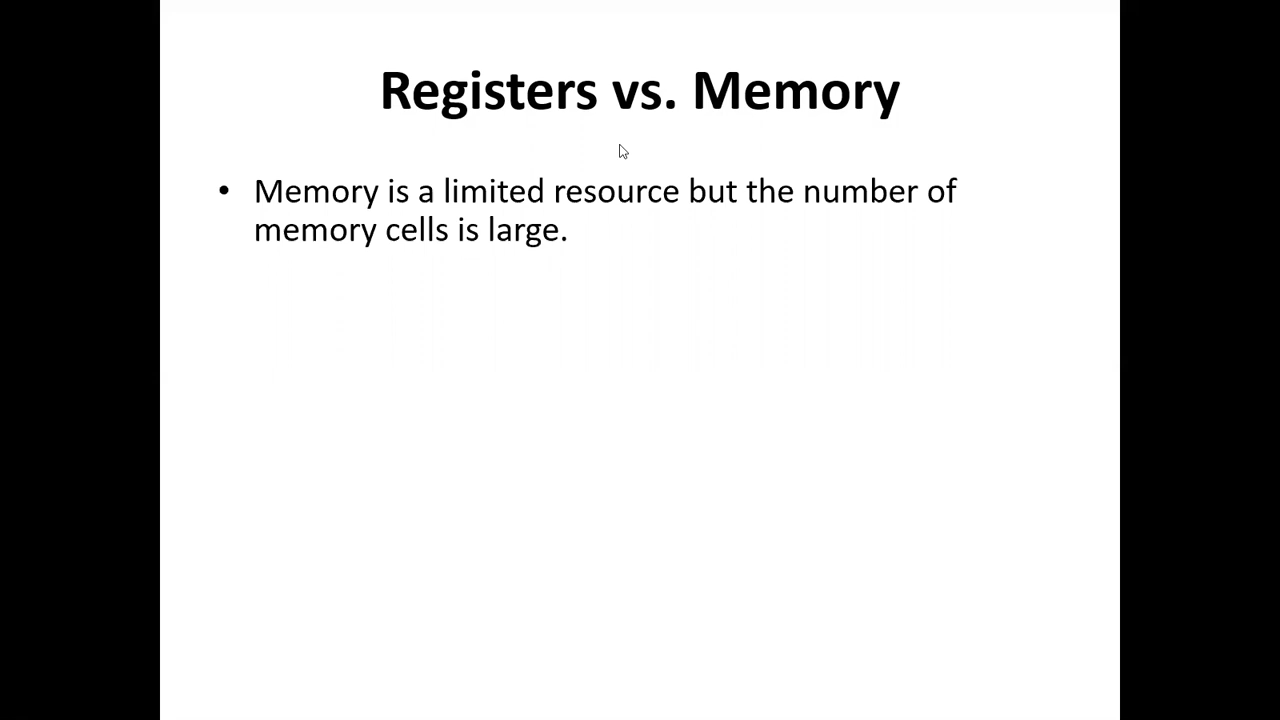 Registers vs. Memory
• Memory is a limited resource but the number of
memory cells is large.